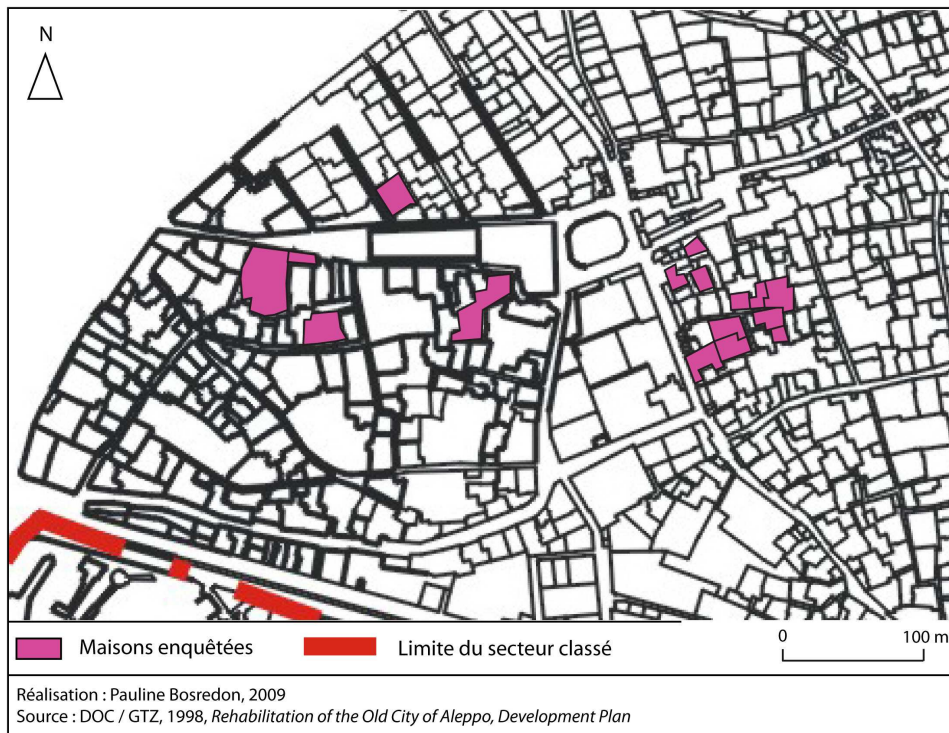 N
Maisons enquêtées
Limite du secteur classé
0 100 m
Réalisation : Pauline Bosredon, 2009
Source : DOC / GTZ, 1998, Rehabilitation of the Old City of Aleppo, Development Plan